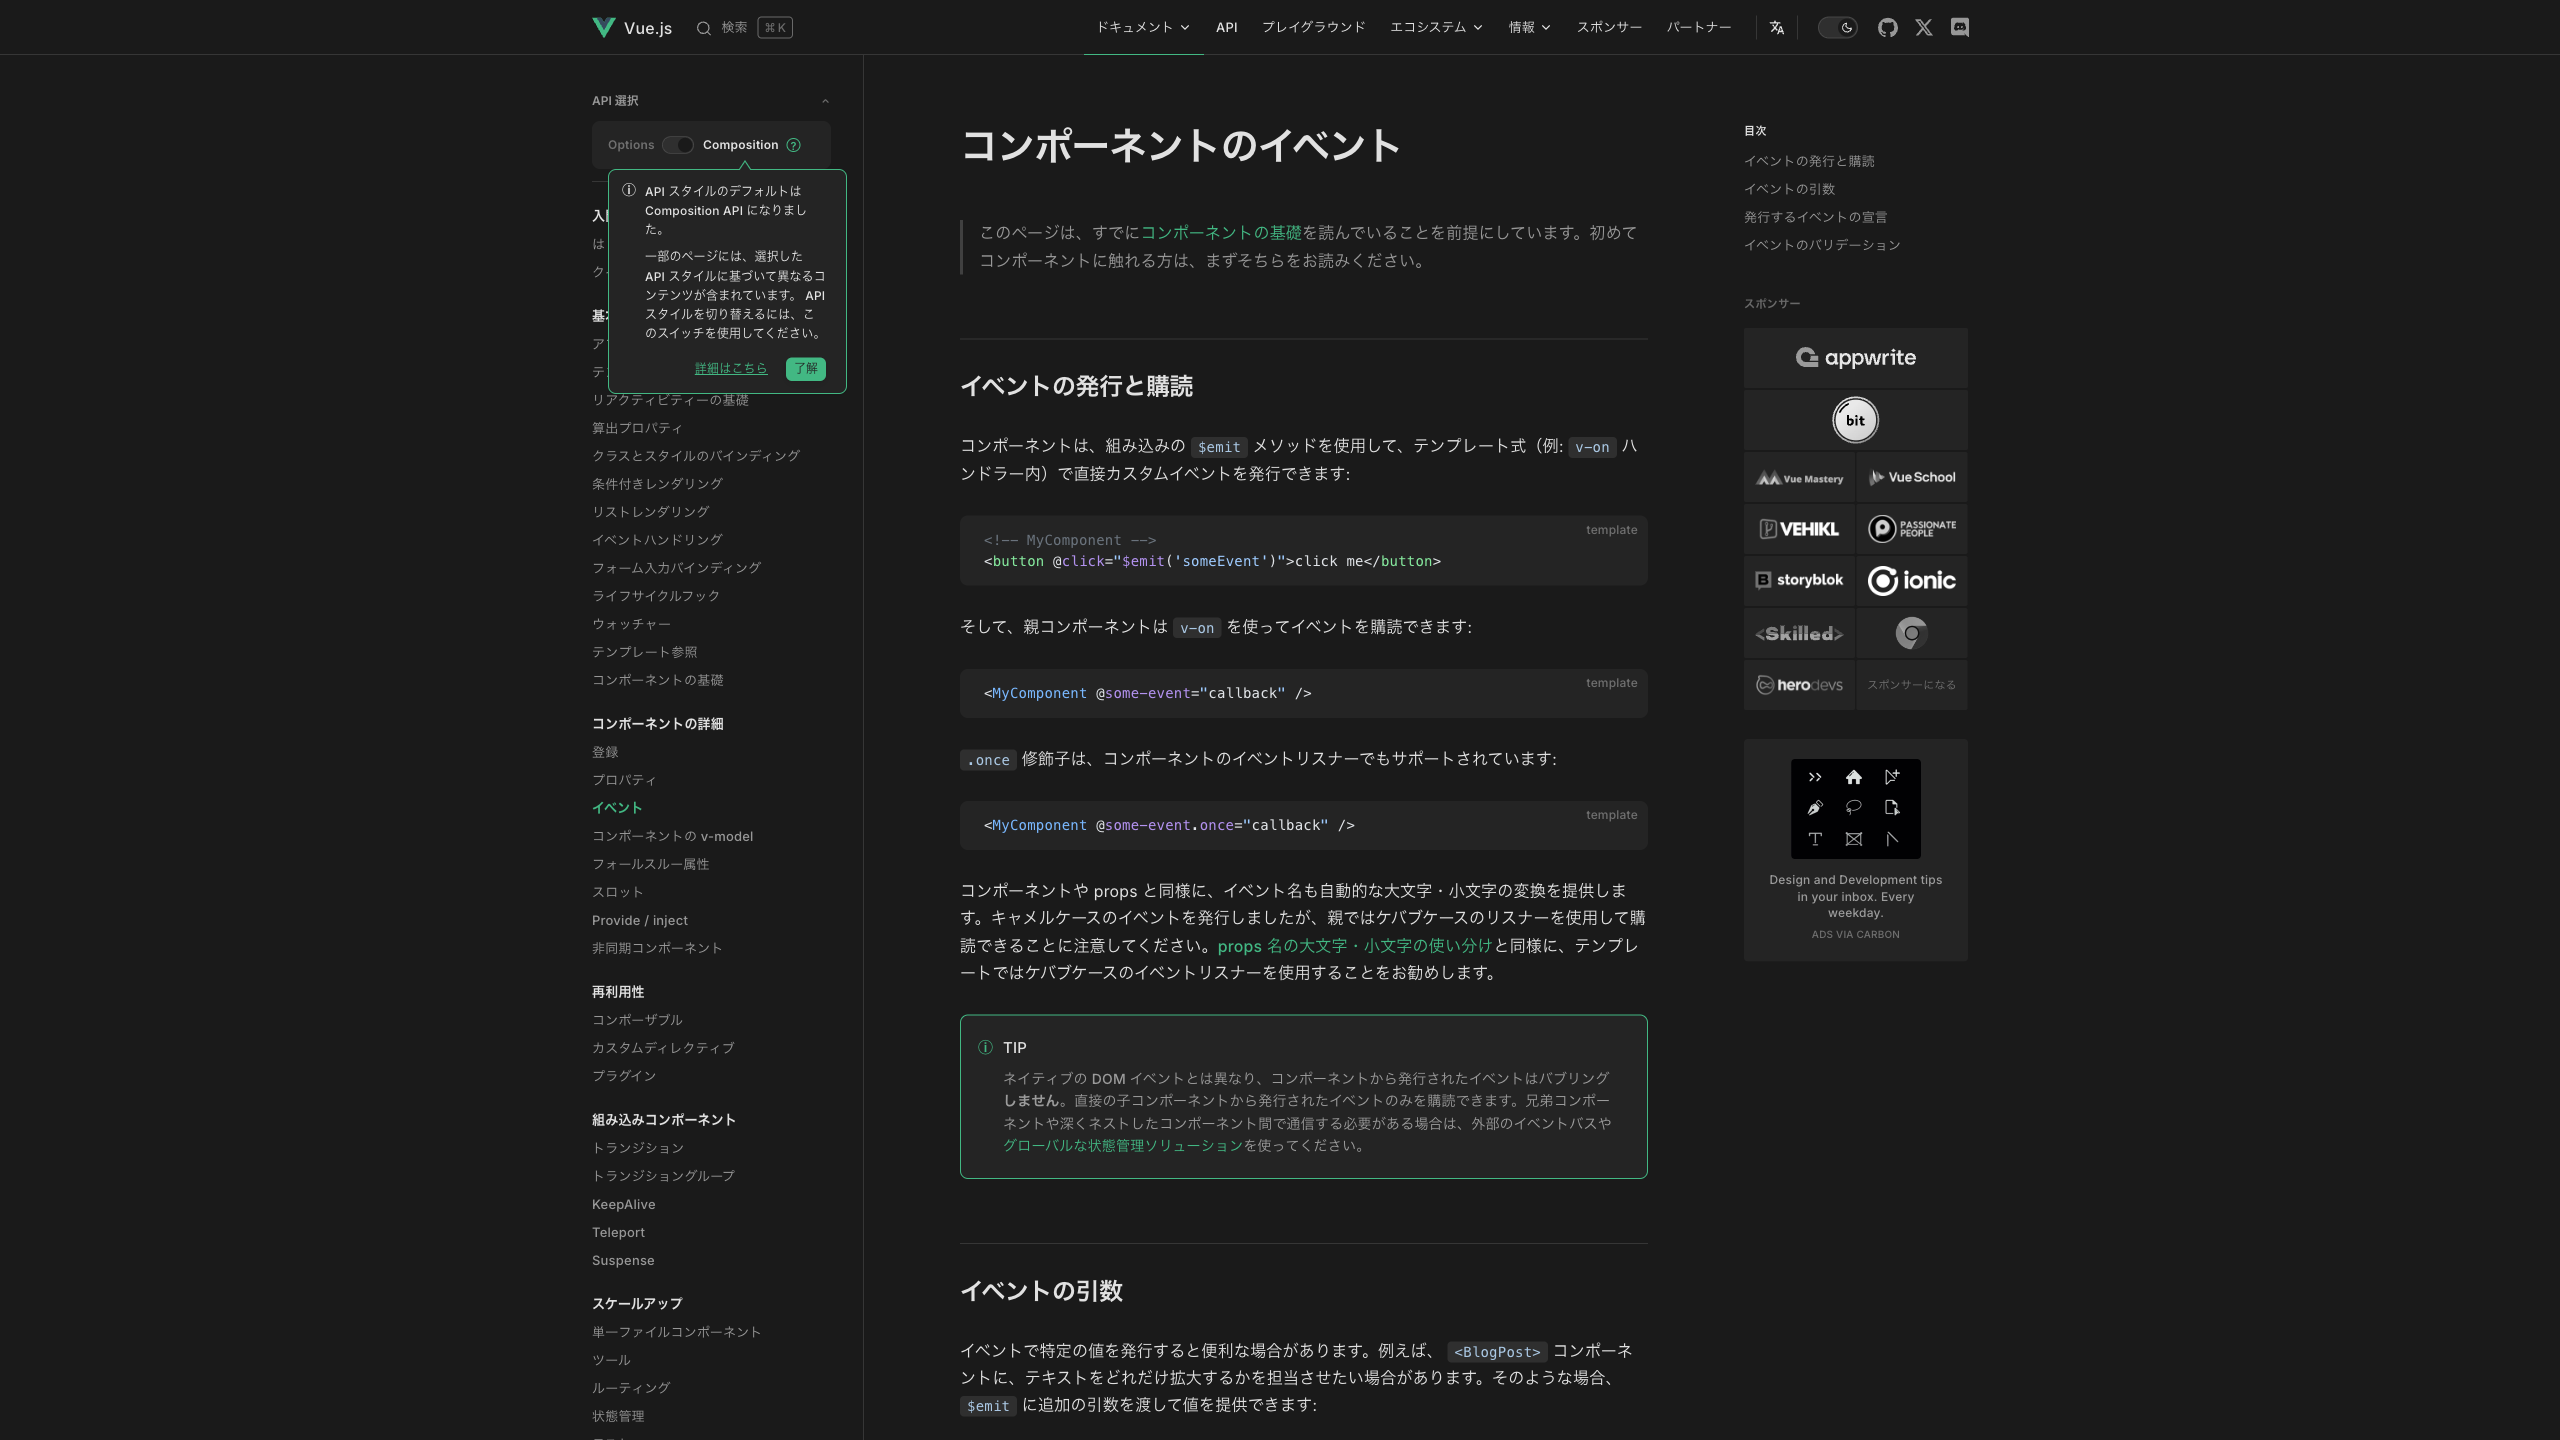 Vue.js
検索
⌘ K
ドキュメント
API
プレイグラウンド
エコシステム
情報
スポンサー
パートナー
API 選択
Options
Composition
?
API スタイルのデフォルトは
Composition API になりまし
た。
一部のページには、選択した
API スタイルに基づいて異なるコ
ンテンツが含まれています。 API
スタイルを切り替えるには、こ
のスイッチを使用してください。
詳細はこちら
了解
リアクティビティーの基礎
算出プロパティ
クラスとスタイルのバインディング
条件付きレンダリング
リストレンダリング
イベントハンドリング
フォーム入力バインディング
ライフサイクルフック
ウォッチャー
テンプレート参照
コンポーネントの基礎
コンポーネントの詳細
登録
プロパティ
イベント
コンポーネントの v-model
フォールスルー属性
スロット
Provide / inject
非同期コンポーネント
再利用性
コンポーザブル
カスタムディレクティブ
プラグイン
組み込みコンポーネント
トランジション
トランジショングループ
KeepAlive
Teleport
Suspense
スケールアップ
単一ファイルコンポーネント
ツール
ルーティング
状態管理
コンポーネントのイベント
このページは、すでにコンポーネントの基礎を読んでいることを前提にしています。初めて
コンポーネントに触れる方は、まずそちらをお読みください。
イベントの発行と購読
コンポーネントは、組み込みの $emit メソッドを使用して、テンプレート式（例: v-on ハ
ンドラー内）で直接カスタムイベントを発行できます:
template
<!-- MyComponent -->
<button @click="$emit('someEvent')">click me</button>
そして、親コンポーネントは v-on を使ってイベントを購読できます:
template
<MyComponent @some-event="callback" />
.once 修飾子は、コンポーネントのイベントリスナーでもサポートされています:
template
<MyComponent @some-event.once="callback" />
コンポーネントや props と同様に、イベント名も自動的な大文字・小文字の変換を提供しま
す。キャメルケースのイベントを発行しましたが、親ではケバブケースのリスナーを使用して購
読できることに注意してください。props 名の大文字・小文字の使い分けと同様に、テンプレ
ートではケバブケースのイベントリスナーを使用することをお勧めします。
TIP
ネイティブの DOM イベントとは異なり、コンポーネントから発行されたイベントはバブリング
しません。直接の子コンポーネントから発行されたイベントのみを購読できます。兄弟コンポー
ネントや深くネストしたコンポーネント間で通信する必要がある場合は、外部のイベントバスや
グローバルな状態管理ソリューションを使ってください。
イベントの引数
イベントで特定の値を発行すると便利な場合があります。例えば、 <BlogPost> コンポーネ
ントに、テキストをどれだけ拡大するかを担当させたい場合があります。そのような場合、
$emit に追加の引数を渡して値を提供できます:
目次
イベントの発行と購読
イベントの引数
発行するイベントの宣言
イベントのバリデーション
スポンサー
appwrite
bit
Vue Mastery
Vue School
VEHIKL
PASSIONATE
PEOPLE
storyblok
ionic
<Skilled>
herodevs
スポンサーになる
Design and Development tips
in your inbox. Every
weekday.
ADS VIA CARBON